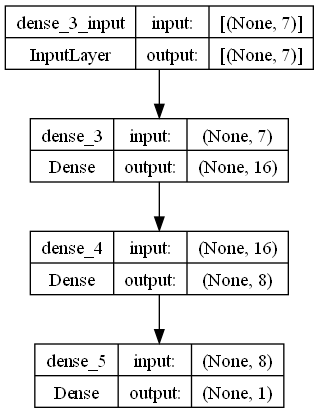 dense_3_input input: [(None, 7)]
InputLayer output: [(None, 7)]
dense_3 input: (None, 7)
Dense output: (None, 16)
dense_4 input: (None, 16)
Dense output: (None, 8)
dense_5 input: (None, 8)
Dense output: (None, 1)